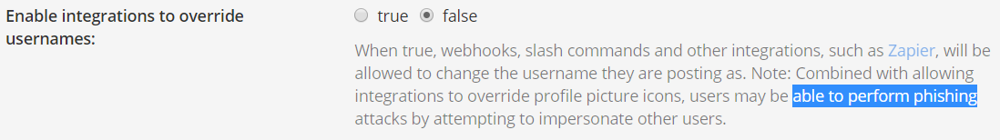 Enable integrations to override true false
usernames:
When true, webhooks, slash commands and other integrations, such as Zapier, will be
allowed to change the username they are posting as. Note: Combined with allowing
integrations to override profile picture icons, users may be able to perform phishing
attacks by attempting to impersonate other users.